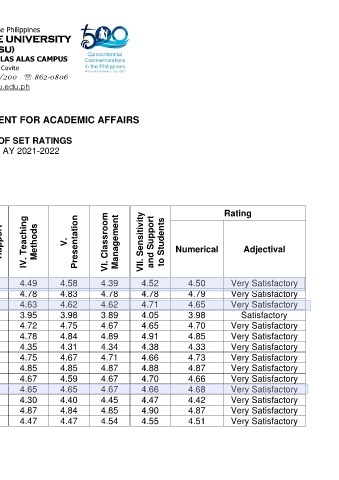 e Philippines
E UNIVERSITY
SU)
LAS ALAS CAMPUS
Cavite
/200 ☏ 862-0806
u.edu.ph
500
Quincentennial
Commemorations
in the Philippines
ENT FOR ACADEMIC AFFAIRS
OF SET RATINGS
AY 2021-2022
IV. Teaching Methods
V. Presentation
VI. Classroom Management
VII. Sensitivity and Support to Students
Rating
Numerical Adjectival
4.49 4.58 4.39 4.52 4.50 Very Satisfactory
4.78 4.83 4.78 4.78 4.79 Very Satisfactory
4.63 4.62 4.62 4.71 4.65 Very Satisfactory
3.95 3.98 3.89 4.05 3.98 Satisfactory
4.72 4.75 4.67 4.65 4.70 Very Satisfactory
4.78 4.84 4.89 4.91 4.85 Very Satisfactory
4.35 4.31 4.34 4.38 4.33 Very Satisfactory
4.75 4.67 4.71 4.66 4.73 Very Satisfactory
4.85 4.85 4.87 4.88 4.87 Very Satisfactory
4.67 4.59 4.67 4.70 4.66 Very Satisfactory
4.65 4.65 4.67 4.66 4.68 Very Satisfactory
4.30 4.40 4.45 4.47 4.42 Very Satisfactory
4.87 4.84 4.85 4.90 4.87 Very Satisfactory
4.47 4.47 4.54 4.55 4.51 Very Satisfactory